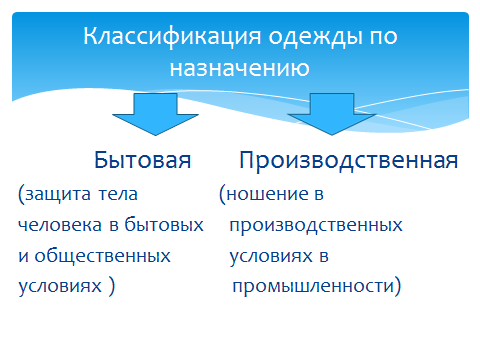 Классификация одежды по
назначению
Бытовая Производственная
(защита тела (ношение в
человека в бытовых производственных
и общественных условиях в
условиях ) промышленности)